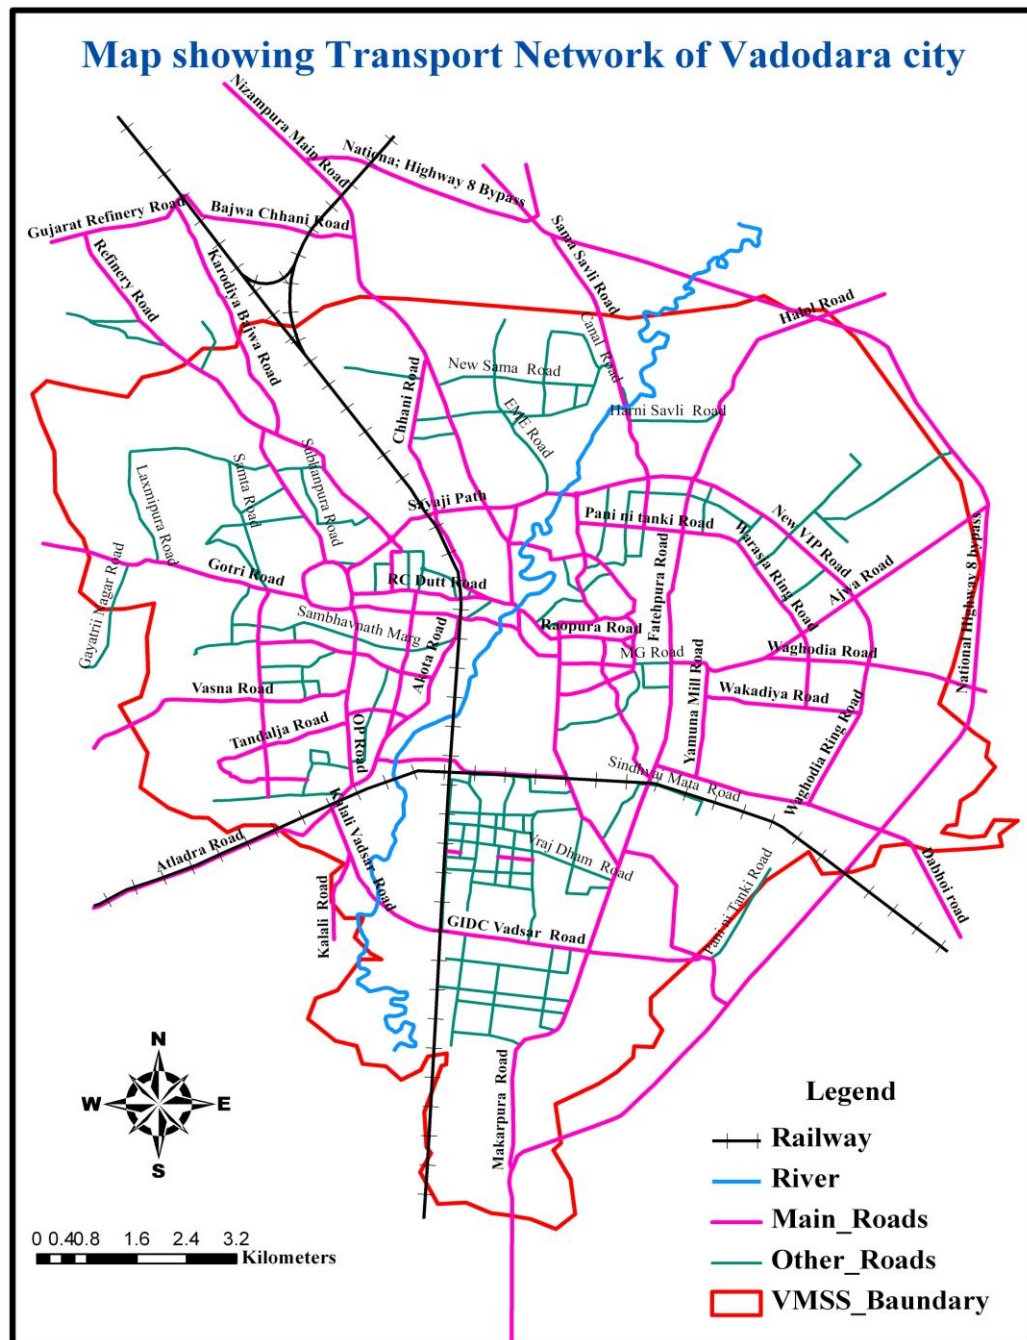 Map showing Transport Network of Vadodara city
Nizampura Main Road
Nationa; Highway 8 Bypass
Gujarat Refinery Road
Bajwa Chhani Road
Sama Savli Road
Refinery Road
Karodiya Bajwa Road
Halol Road
Canal Road
New Sama Road
Chhani Road
EME Road
Harni Savli Road
Subhanpura Road
Samta Road
Laxmipura Road
Sayaji Path
Pani ni tanki Road
New VIP Road
Warasia Ring Road
National Highway 8 bypass
Gayatrii Nagar Road
Gotri Road
RC Dutt Road
Fatehpura Road
Ajwa Road
Sambhavnath Marg
Akota Road
Raopura Road
MG Road
Waghodia Road
Vasna Road
Yamuna Mill Road
Wakadiya Road
Tandalja Road
OP Road
Waghodia Ring Road
Sindhvai Mata Road
Kalali Vadsar Road
Atladra Road
Vraj Dham Road
Dabhoi road
Pani ni Tanki Road
Kalali Road
GIDC Vadsar Road
Makarpura Road
N
W
E
S
Legend
Railway
River
Main_Roads
Other_Roads
VMSS_Baundary
0 0.40.8 1.6 2.4 3.2
Kilometers